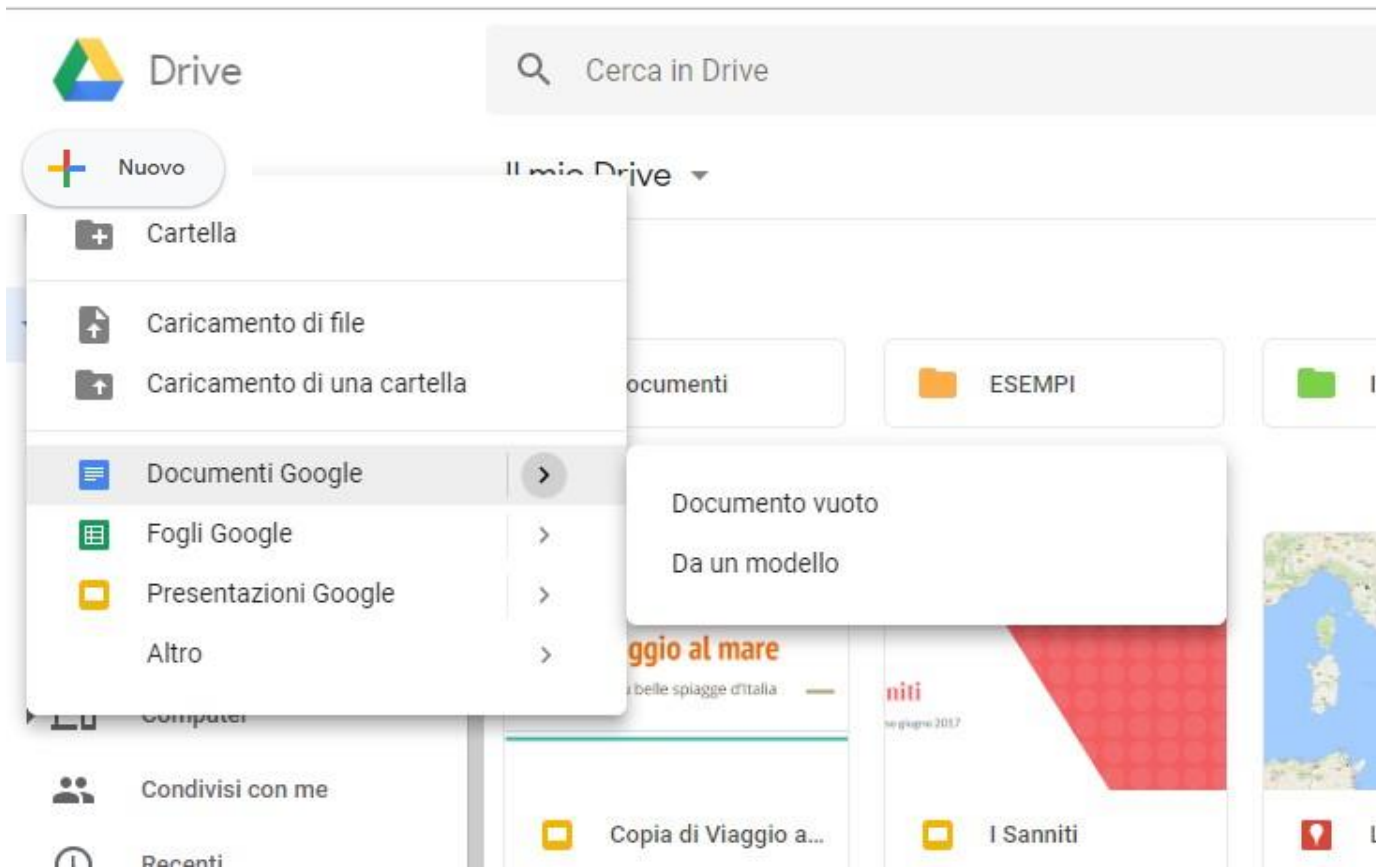 Drive
Cerca in Drive
Nuovo
Il mio Drive
Cartella
Caricamento di file
Caricamento di una cartella
ocumenti
ESEMPI
Documenti Google
Documento vuoto
Fogli Google
Da un modello
Presentazioni Google
Altro
ggio al mare
belle spiagge d'Italia
niti
giugno 2017
Computer
Condivisi con me
Copia di Viaggio a...
I Sanniti
L
Recenti